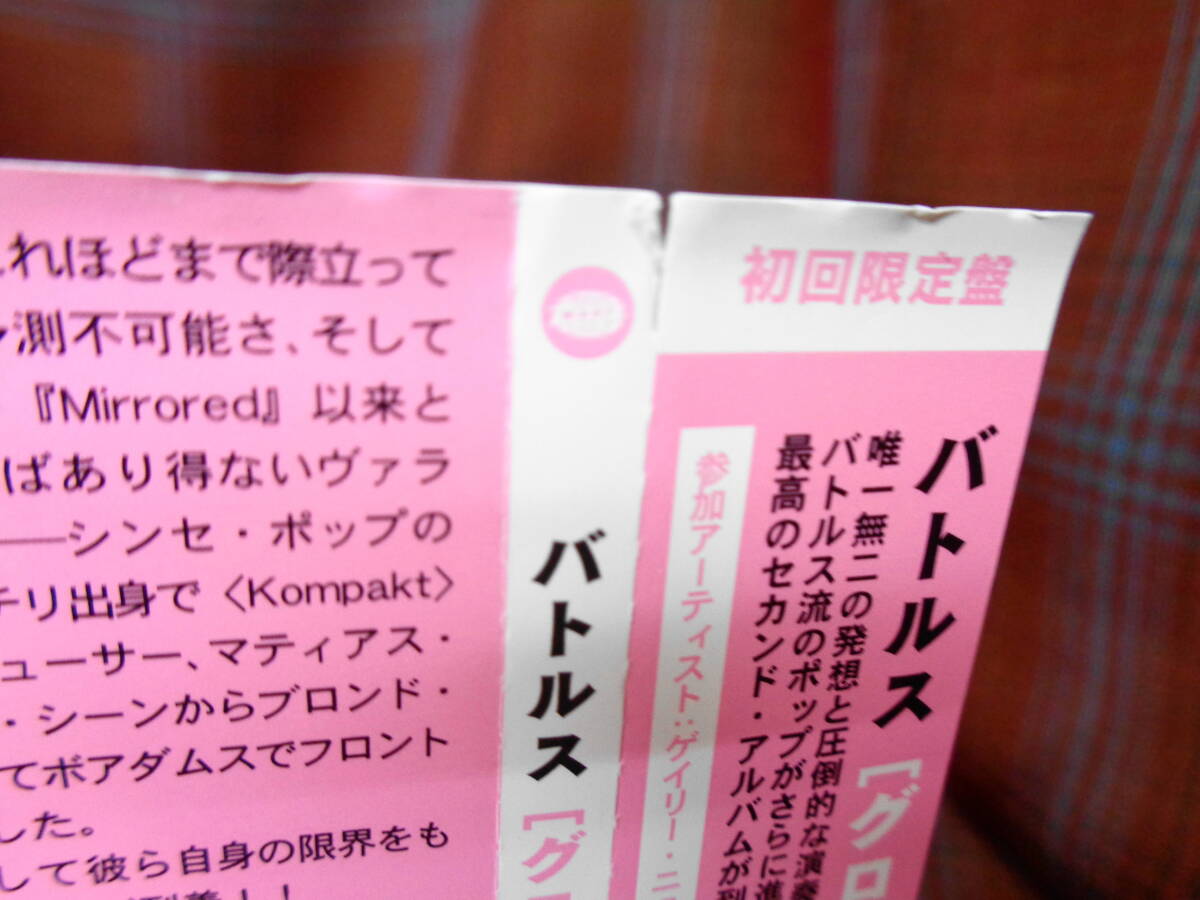 れほどまで際立って
測不可能さ、そして
『Mirrored』以来と
ばあり得ないヴァラ
──シンセ・ポップの
チリ出身で〈Kompakt〉
ューサー、マティアス・
・シーンからブロンド・
てボアダムスでフロント
した。
して彼ら自身の限界をも
バトルス[グ
初回限定盤
バトルス[グロ
唯一無二の発想と圧倒的な演奏
バトルス流のポップがさらに進
最高のセカンド・アルバムが到
参加アーティスト:ゲイリー・ニ